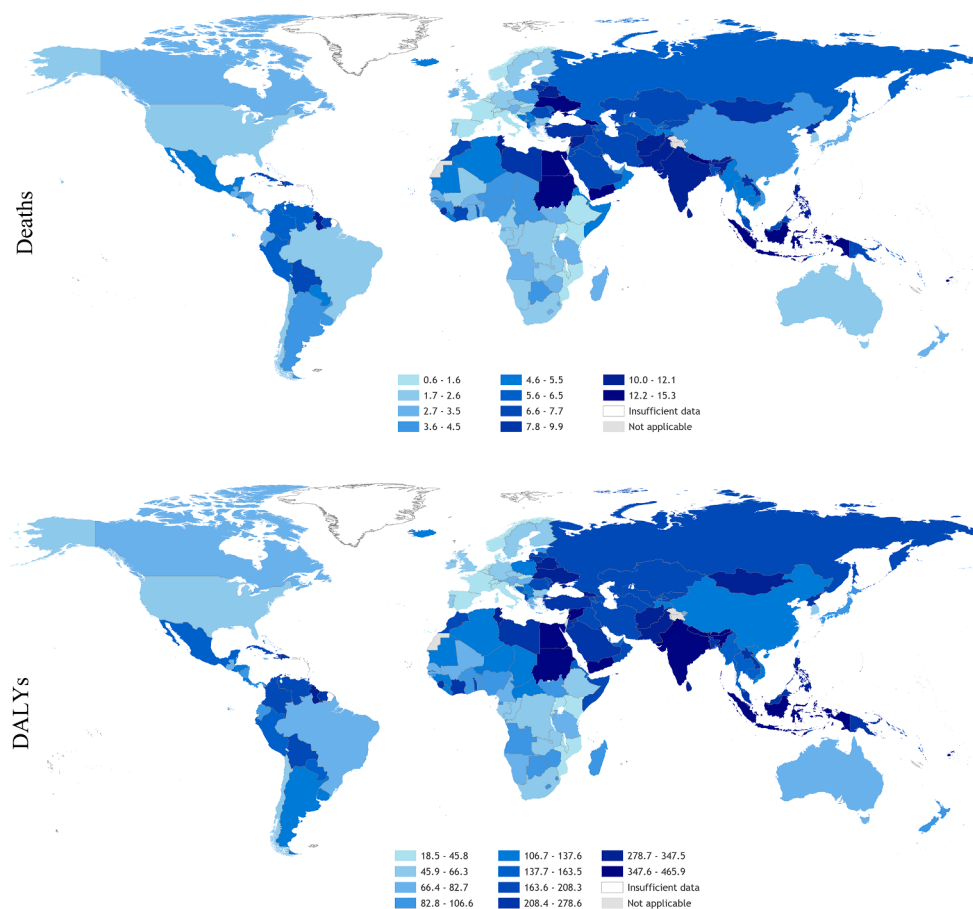 Deaths
0.6 - 1.6
1.7 - 2.6
2.7 - 3.5
3.6 - 4.5
4.6 - 5.5
5.6 - 6.5
6.6 - 7.7
7.8 - 9.9
10.0 - 12.1
12.2 - 15.3
Insufficient data
Not applicable
DALYs
18.5 - 45.8
45.9 - 66.3
66.4 - 82.7
82.8 - 106.6
106.7 - 137.6
137.7 - 163.5
163.6 - 208.3
208.4 - 278.6
278.7 - 347.5
347.6 - 465.9
Insufficient data
Not applicable